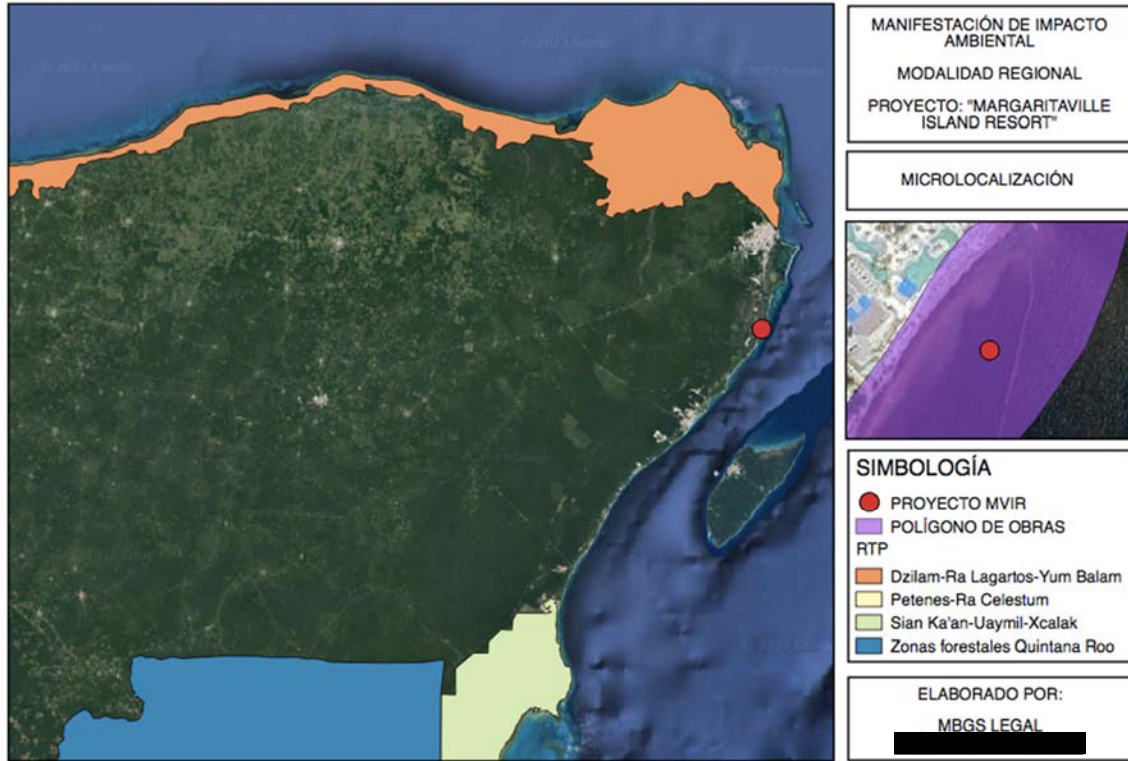 © 2023 Google
MANIFESTACIÓN DE IMPACTO
AMBIENTAL
MODALIDAD REGIONAL
PROYECTO: "MARGARITAVILLE
ISLAND RESORT"
MICROLOCALIZACIÓN
SIMBOLOGÍA
PROYECTO MVIR
POLÍGONO DE OBRAS
RTP
Dzilam-Ra Lagartos-Yum Balam
Petenes-Ra Celestum
Sian Ka'an-Uaymil-Xcalak
Zonas forestales Quintana Roo
ELABORADO POR:
MBGS LEGAL